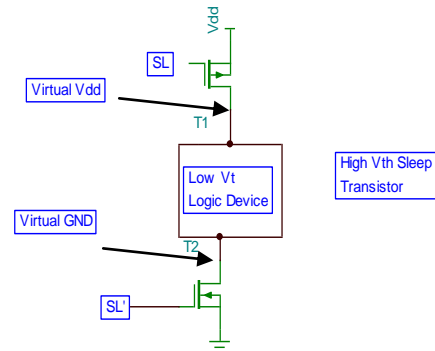 Vdd
SL
Virtual Vdd
T1
Low Vt
Logic Device
High Vth Sleep
Transistor
Virtual GND
T2
SL'